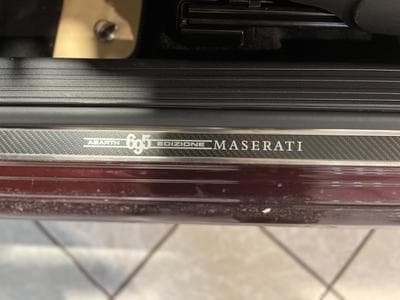 ABARTH 695 EDIZIONE MASERATI